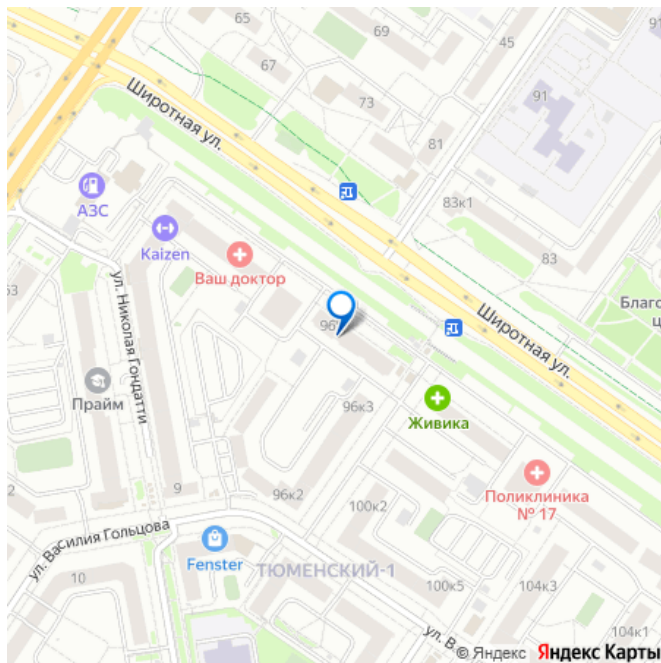 65
69
45
67
73
91
81
83к1
83
Широтная ул.
АЗС
Kaizen
Ваш доктор
ул. Николая Гондатти
Прайм
Широтная ул.
96к3
Живика
Поликлиника
№ 17
96к2
100к2
9
2
ул. Василия Гольцова
Fenster
10
ТЮМЕНСКИЙ-1
100к5
104к3
104к1
ул. В
© Яндекс Яндекс Карты